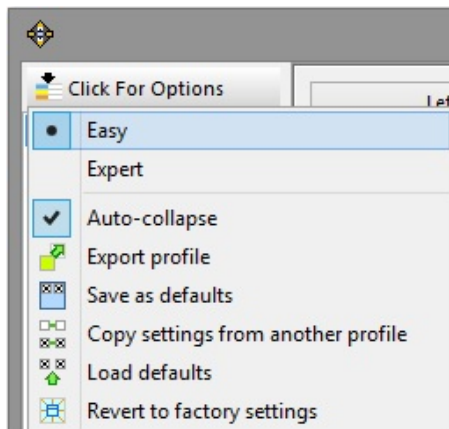 Click For Options
Easy
Expert
Auto-collapse
Export profile
Save as defaults
Copy settings from another profile
Load defaults
Revert to factory settings